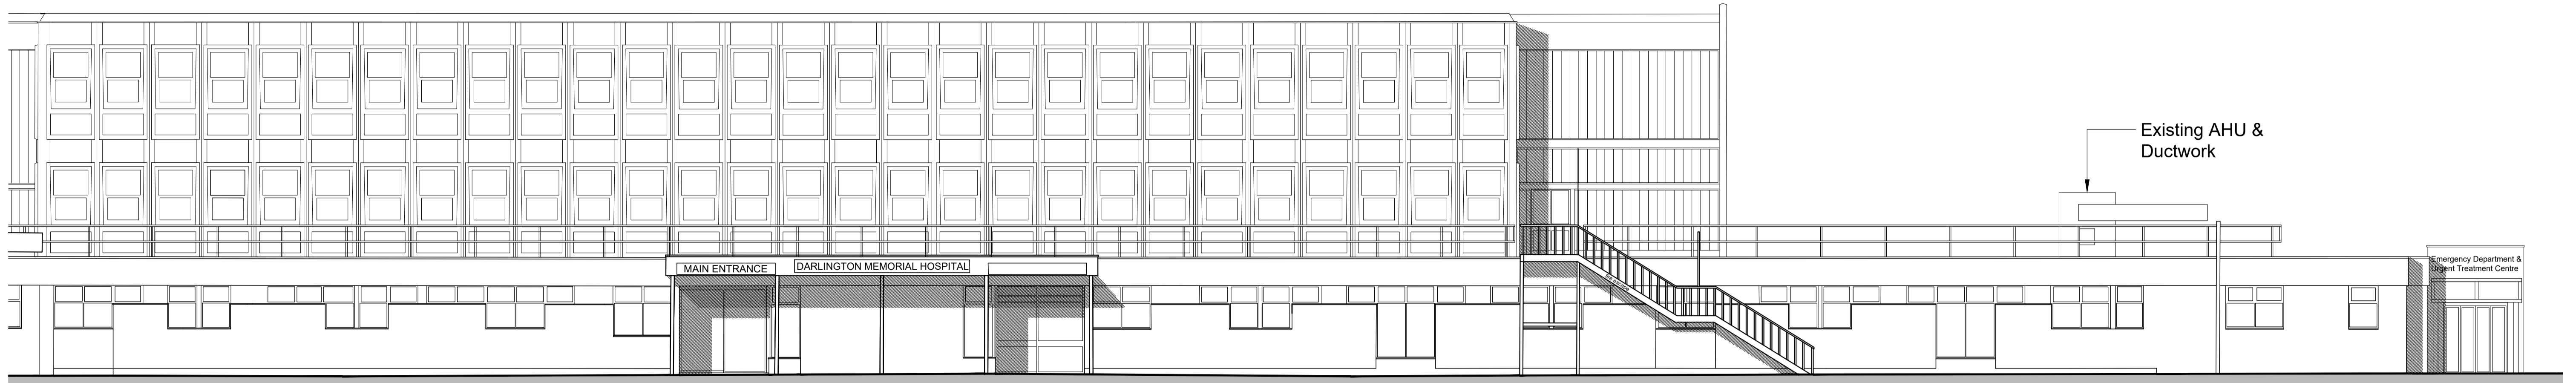 Existing AHU &
Ductwork
MAIN ENTRANCE
DARLINGTON MEMORIAL HOSPITAL
Emergency Department &
Urgent Treatment Centre